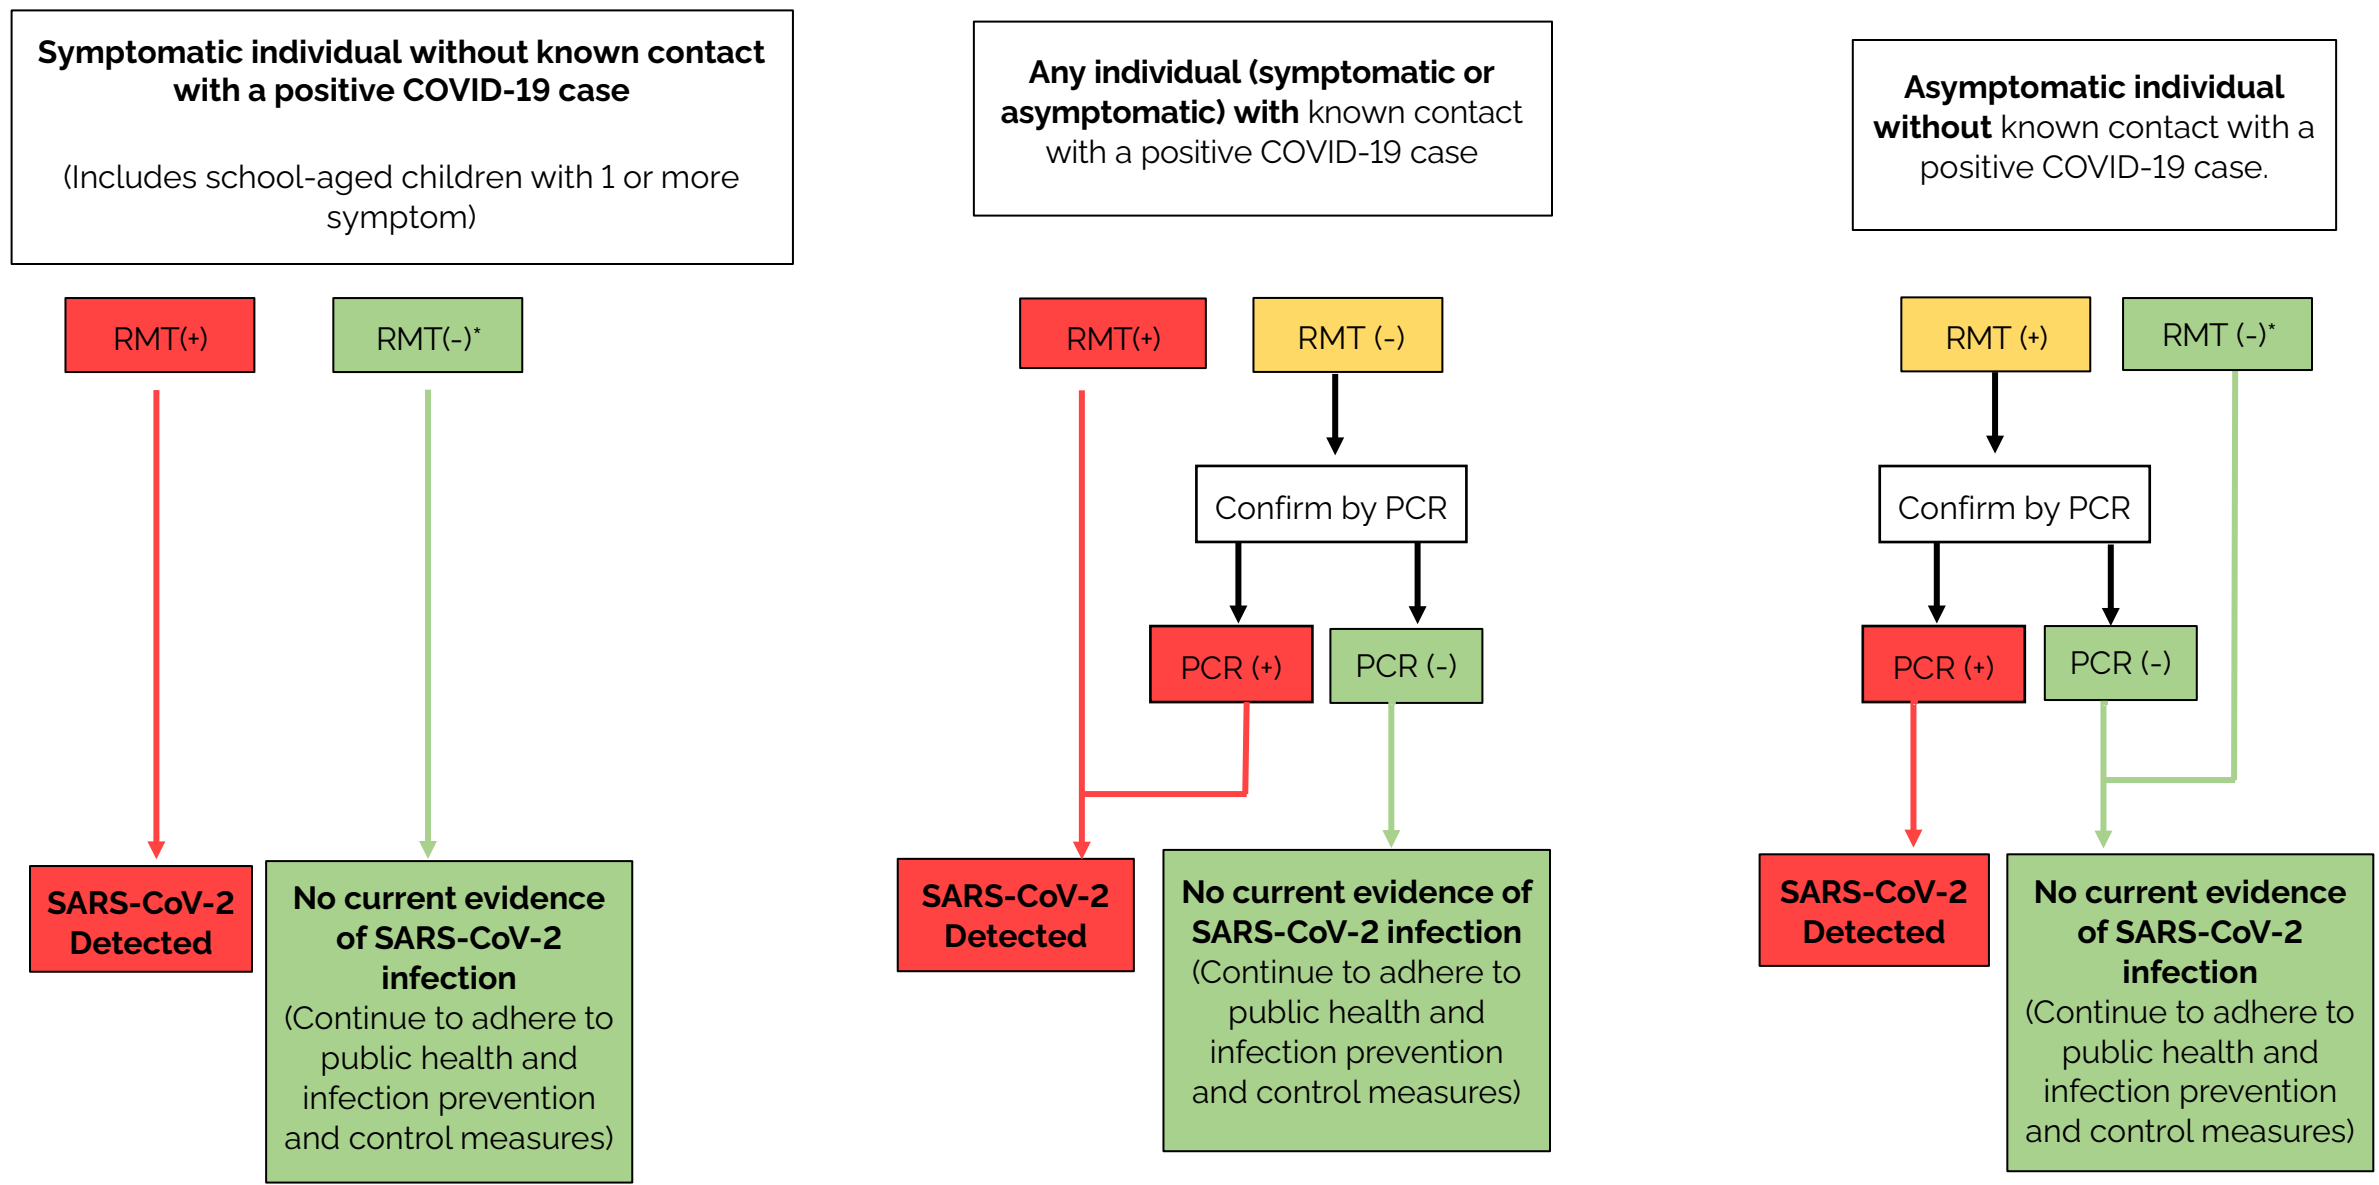 Symptomatic individual without known contact
with a positive COVID-19 case
(Includes school-aged children with 1 or more
symptom)
RMT(+)
RMT(-)*
SARS-CoV-2
Detected
No current evidence
of SARS-CoV-2
infection
(Continue to adhere to
public health and
infection prevention
and control measures)
Any individual (symptomatic or
asymptomatic) with known contact
with a positive COVID-19 case
RMT(+)
RMT (-)
Confirm by PCR
PCR (+)
PCR (-)
SARS-CoV-2
Detected
No current evidence of
SARS-CoV-2 infection
(Continue to adhere to
public health and
infection prevention
and control measures)
Asymptomatic individual
without known contact with a
positive COVID-19 case.
RMT (+)
RMT (-)*
Confirm by PCR
PCR (+)
PCR (-)
SARS-CoV-2
Detected
No current evidence
of SARS-CoV-2
infection
(Continue to adhere to
public health and
infection prevention
and control measures)